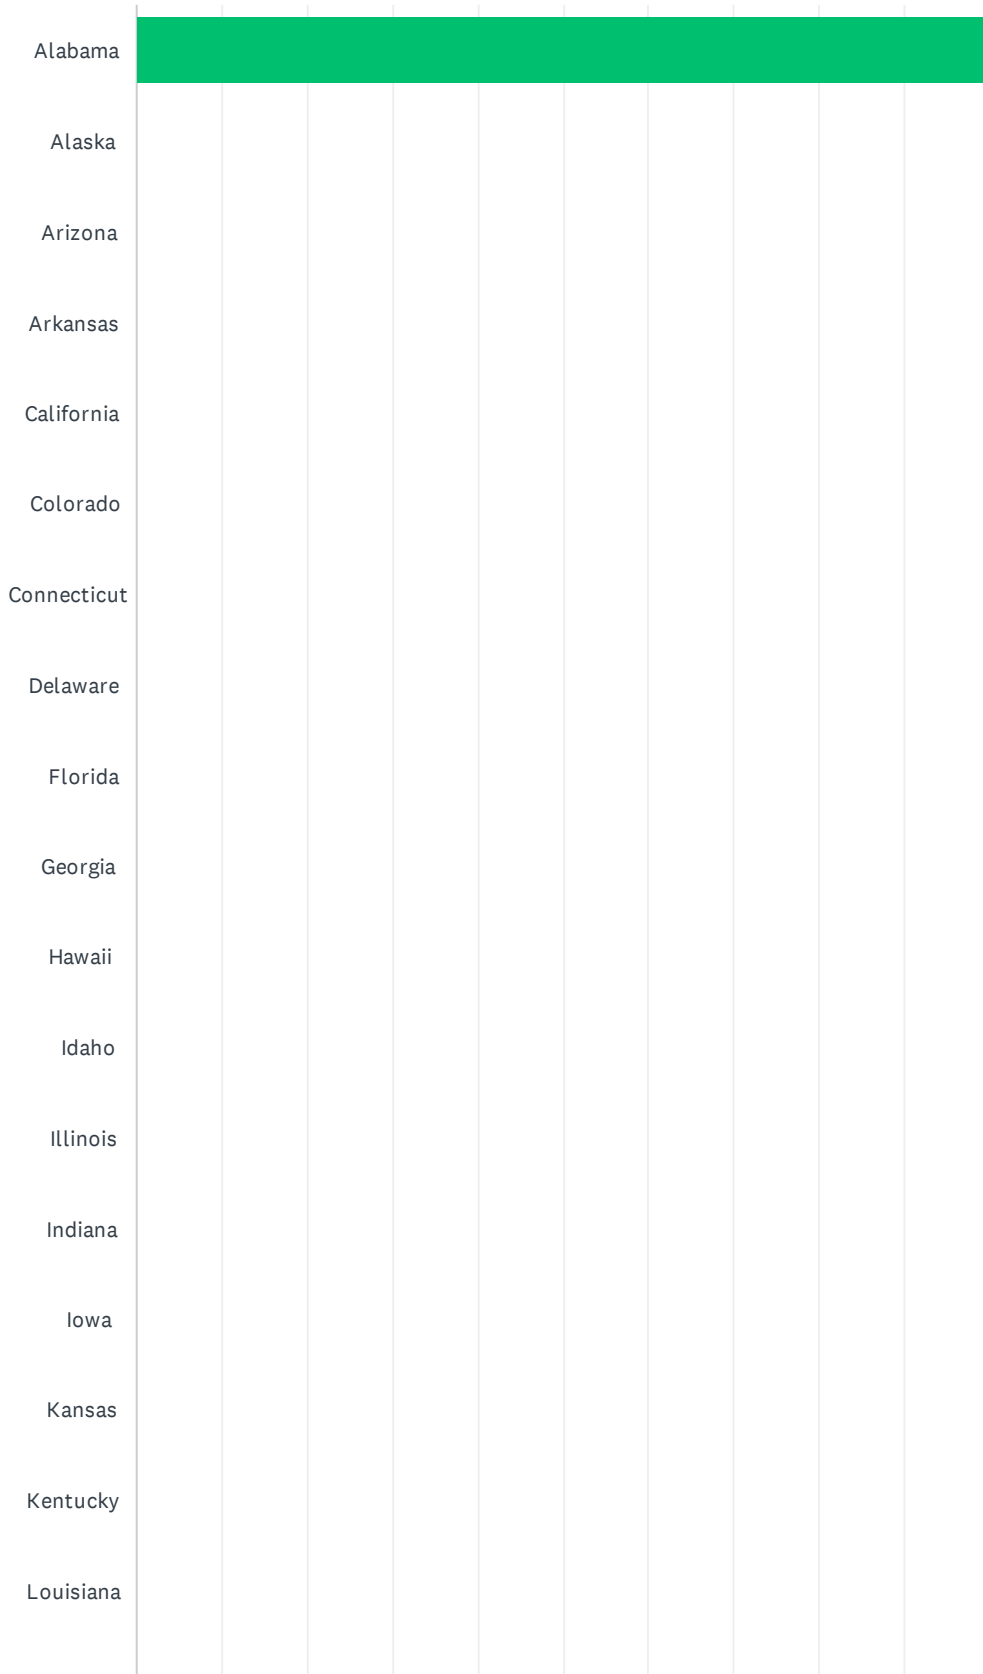 Alabama
Alaska
Arizona
Arkansas
California
Colorado
Connecticut
Delaware
Florida
Georgia
Hawaii
Idaho
Illinois
Indiana
Iowa
Kansas
Kentucky
Louisiana